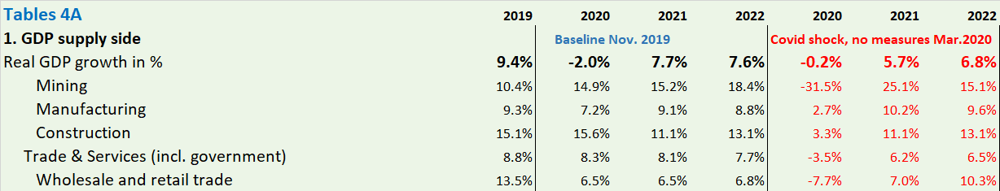 Tables 4A 2019 2020 2021 2022 2020 2021 2022
1. GDP supply side Baseline Nov. 2019 Covid shock, no measures Mar.2020
Real GDP growth in % 9.4% -2.0% 7.7% 7.6% -0.2% 5.7% 6.8%
Mining 10.4% 14.9% 15.2% 18.4% -31.5% 25.1% 15.1%
Manufacturing 9.3% 7.2% 9.1% 8.8% 2.7% 10.2% 9.6%
Construction 15.1% 15.6% 11.1% 13.1% 3.3% 11.1% 13.1%
Trade & Services (incl. government) 8.8% 8.3% 8.1% 7.7% -3.5% 6.2% 6.5%
Wholesale and retail trade 13.5% 6.5% 6.5% 6.8% -7.7% 7.0% 10.3%